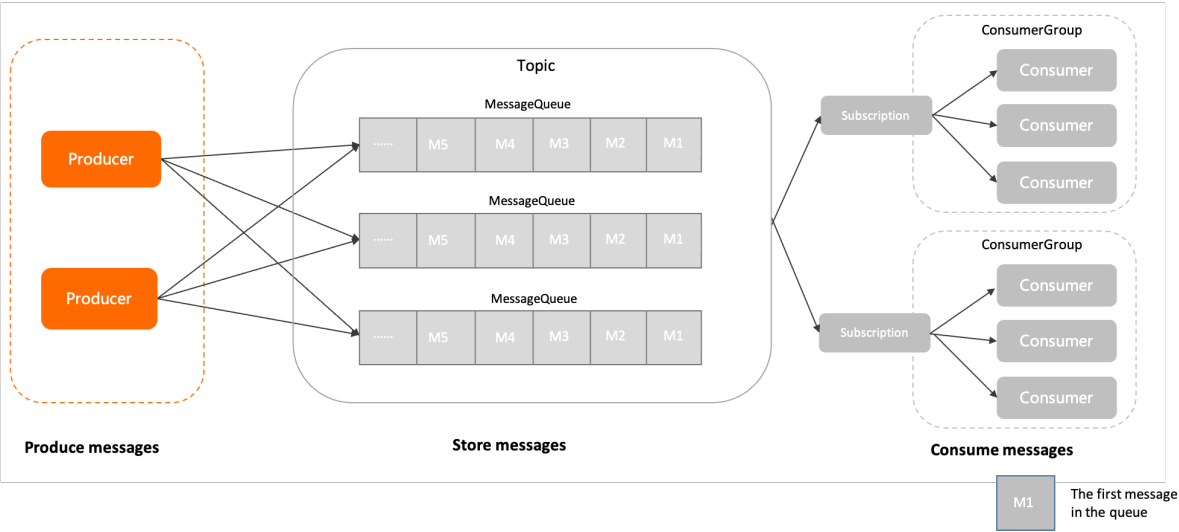 ConsumerGroup
Topic
Consumer
MessageQueue
Subscription
Consumer
Producer
...... M5 M4 M3 M2 M1
Consumer
MessageQueue
...... M5 M4 M3 M2 M1
ConsumerGroup
Consumer
Producer
MessageQueue
Subscription
Consumer
...... M5 M4 M3 M2 M1
Consumer
Produce messages
Store messages
Consume messages
M1
The first message
in the queue